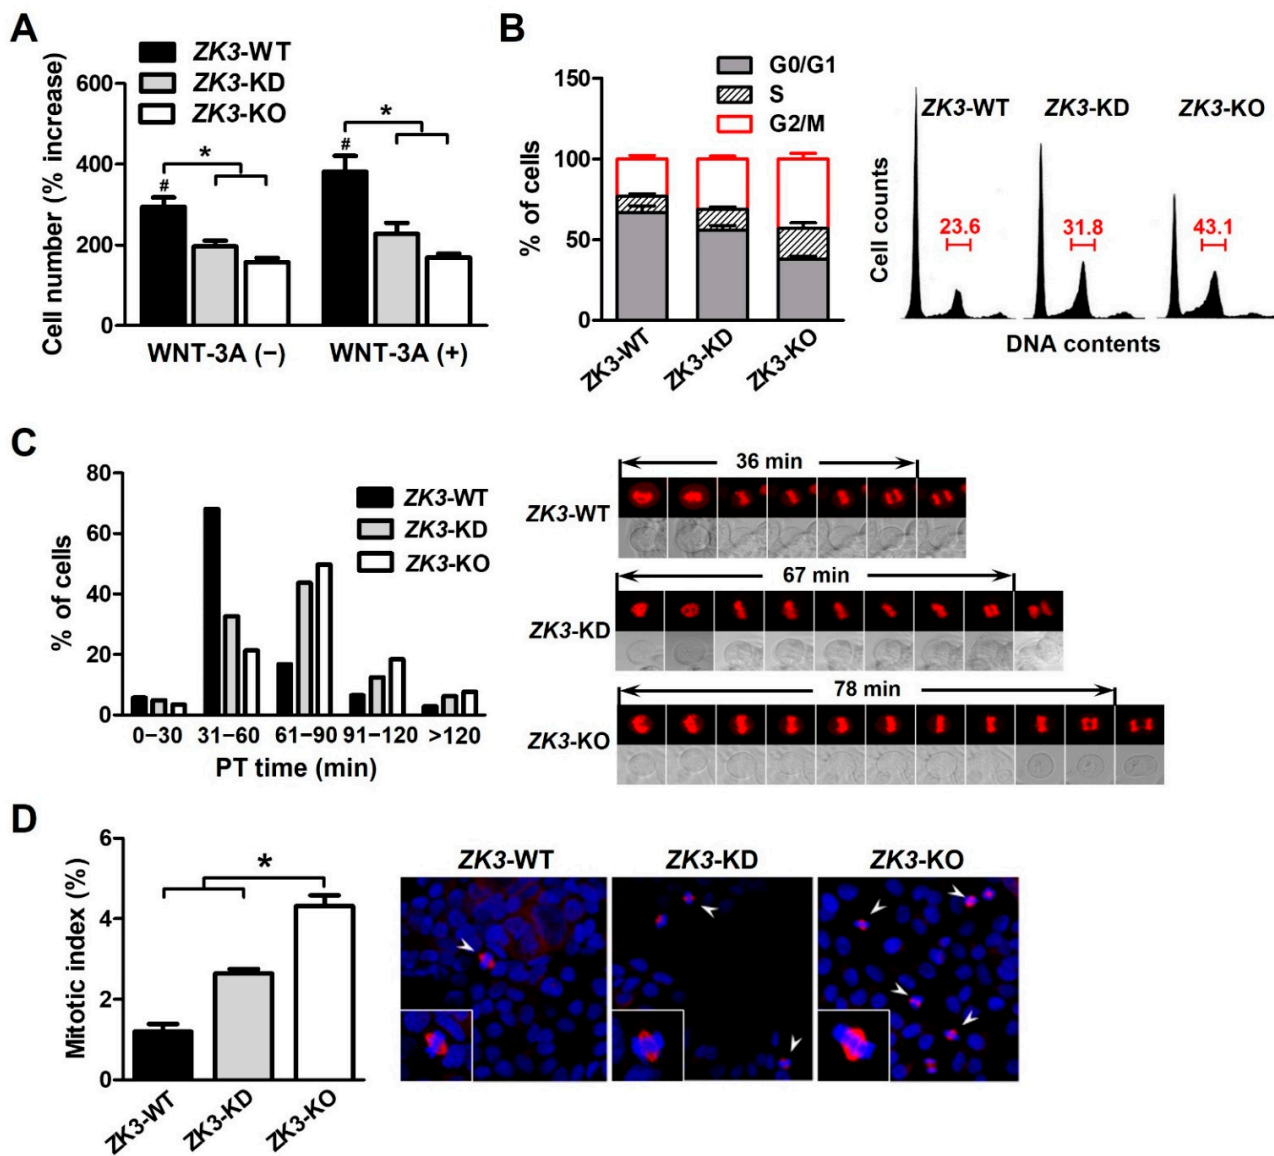 A
ZK3-WT
ZK3-KD
ZK3-KO
Cell number (% increase)
600
400
200
0
*
*
#
#
WNT-3A (−)
WNT-3A (+)
B
G0/G1
S
G2/M
% of cells
150
100
50
0
ZK3-WT
ZK3-KD
ZK3-KO
ZK3-WT
ZK3-KD
ZK3-KO
Cell counts
23.6
31.8
43.1
DNA contents
C
ZK3-WT
ZK3-KD
ZK3-KO
% of cells
80
60
40
20
0
0−30
31−60
61−90
91−120
>120
PT time (min)
36 min
ZK3-WT
67 min
ZK3-KD
78 min
ZK3-KO
D
Mitotic index (%)
6
4
2
0
*
ZK3-WT
ZK3-KD
ZK3-KO
ZK3-WT
ZK3-KD
ZK3-KO